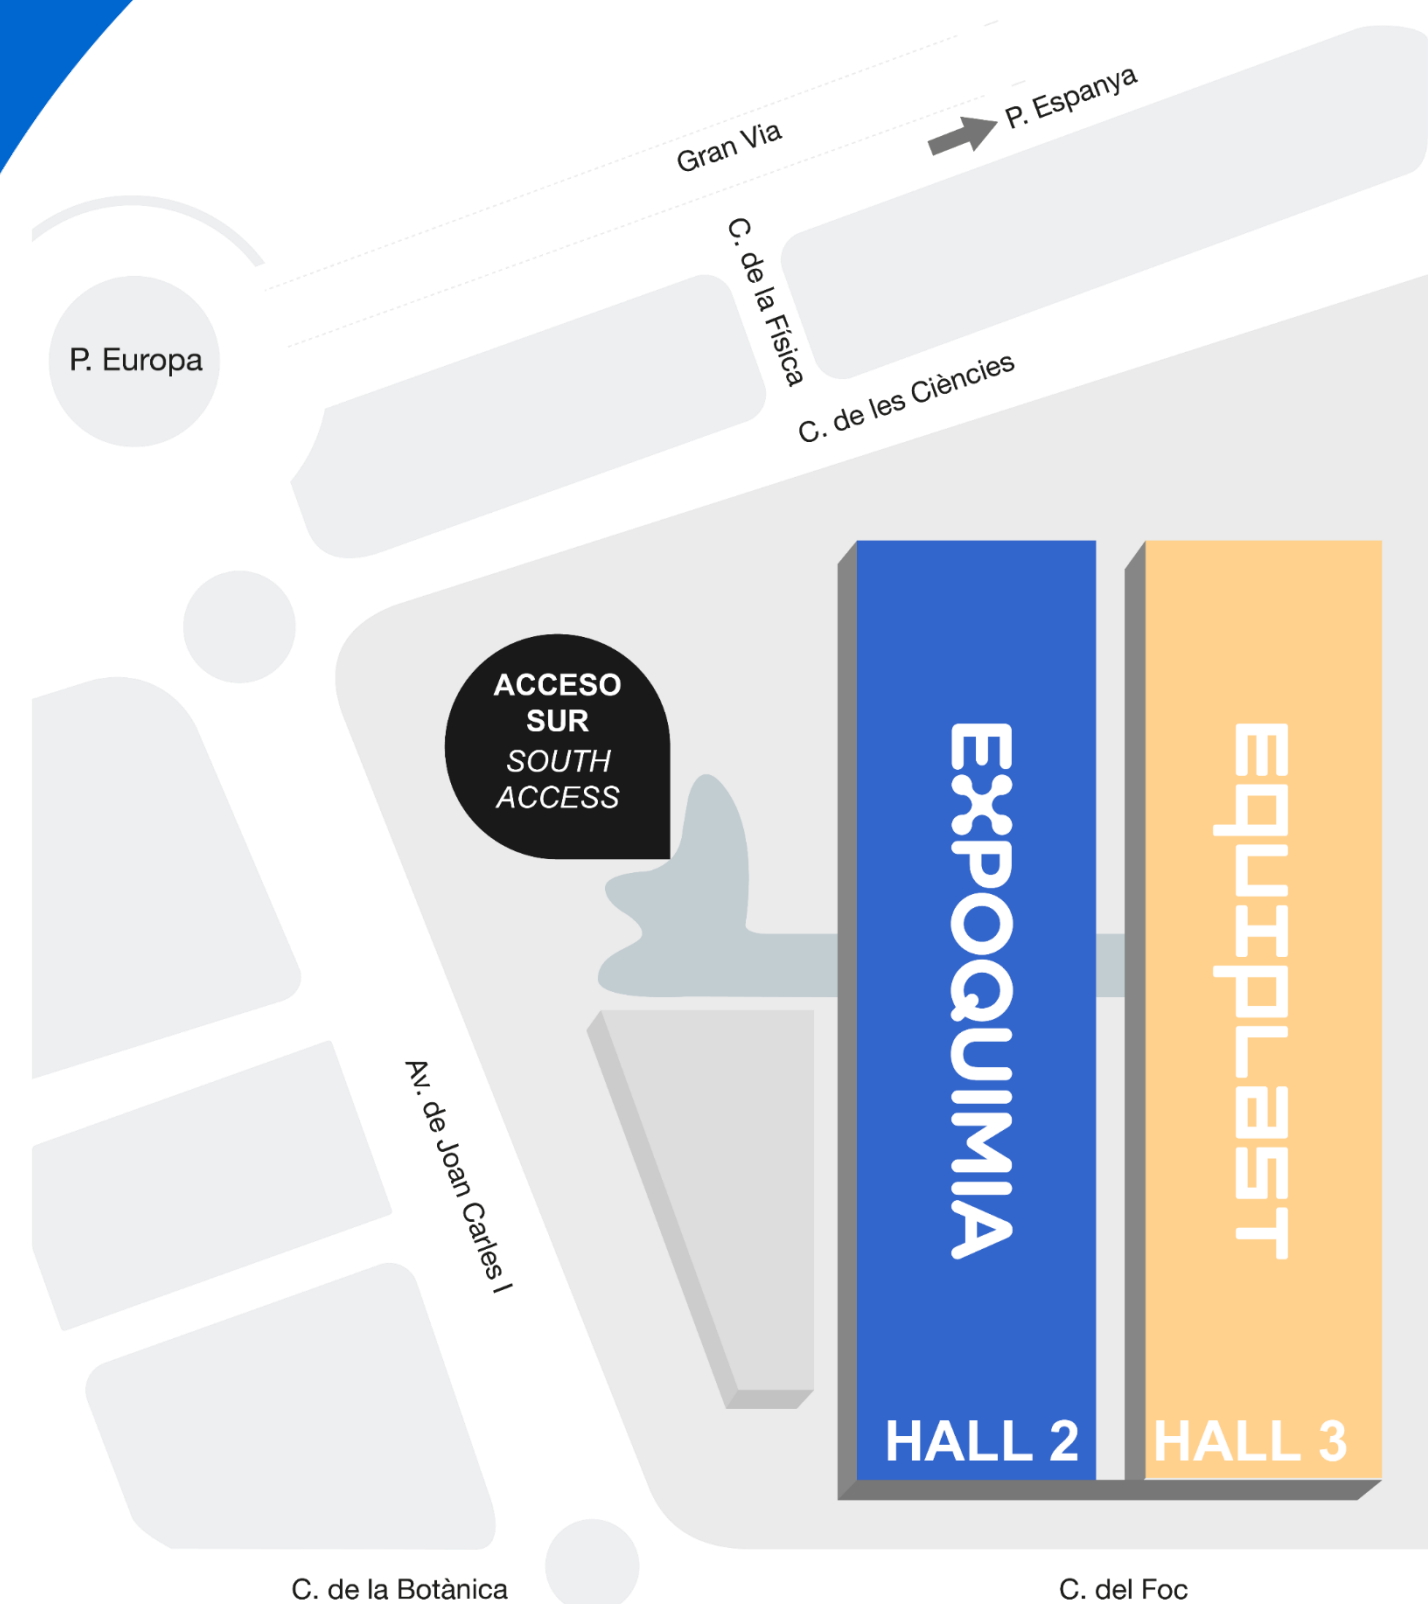 P. Espanya
Gran Via
C. de la Física
P. Europa
C. de les Ciències
ACCESO
SUR
SOUTH
ACCESS
EXPOQUIMIA
EQUIPLAST
Av. de Joan Carles I
HALL 2
HALL 3
C. de la Botànica
C. del Foc